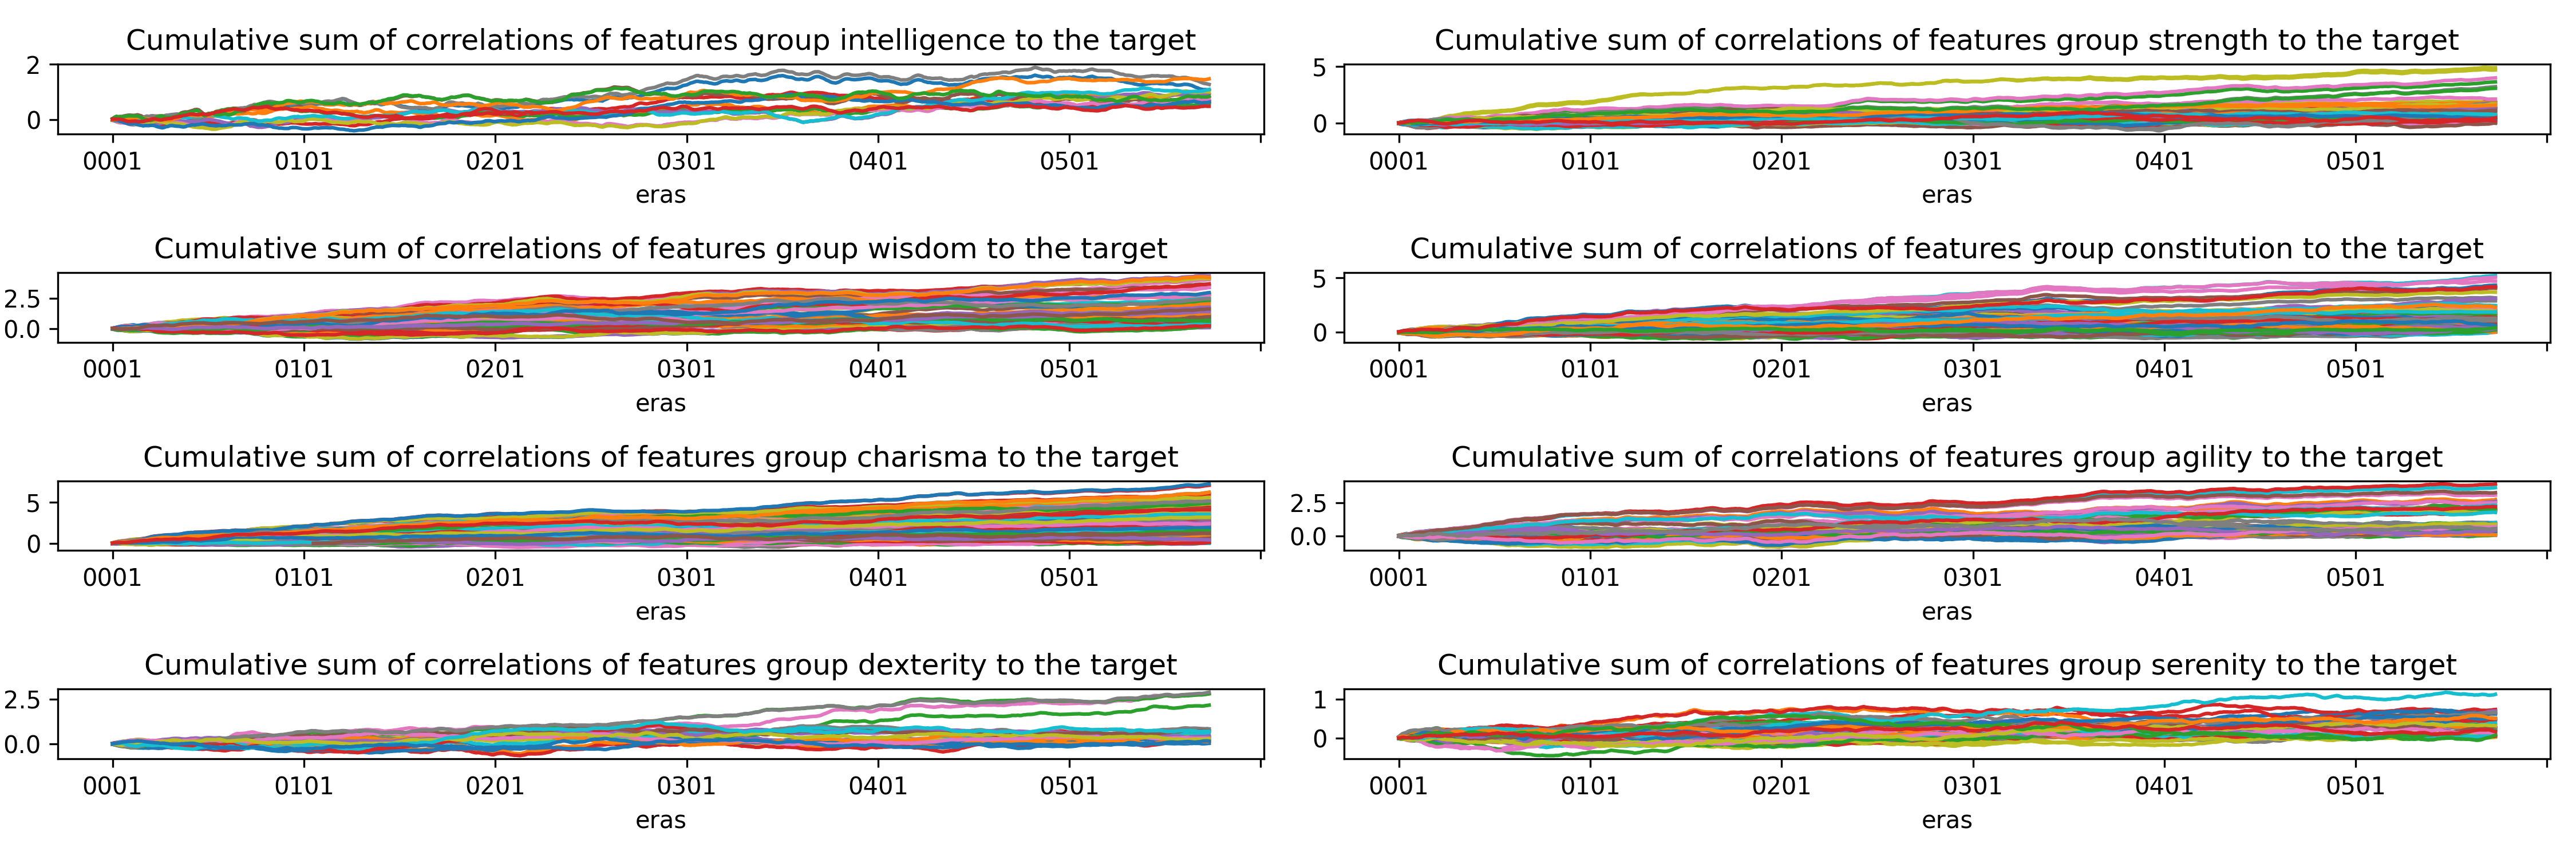 Cumulative sum of correlations of features group intelligence to the target
2
0
0001 0101 0201 0301 0401 0501
eras
Cumulative sum of correlations of features group strength to the target
5
0
0001 0101 0201 0301 0401 0501
eras
Cumulative sum of correlations of features group wisdom to the target
2.5
0.0
0001 0101 0201 0301 0401 0501
eras
Cumulative sum of correlations of features group constitution to the target
5
0
0001 0101 0201 0301 0401 0501
eras
Cumulative sum of correlations of features group charisma to the target
5
0
0001 0101 0201 0301 0401 0501
eras
Cumulative sum of correlations of features group agility to the target
2.5
0.0
0001 0101 0201 0301 0401 0501
eras
Cumulative sum of correlations of features group dexterity to the target
2.5
0.0
0001 0101 0201 0301 0401 0501
eras
Cumulative sum of correlations of features group serenity to the target
1
0
0001 0101 0201 0301 0401 0501
eras